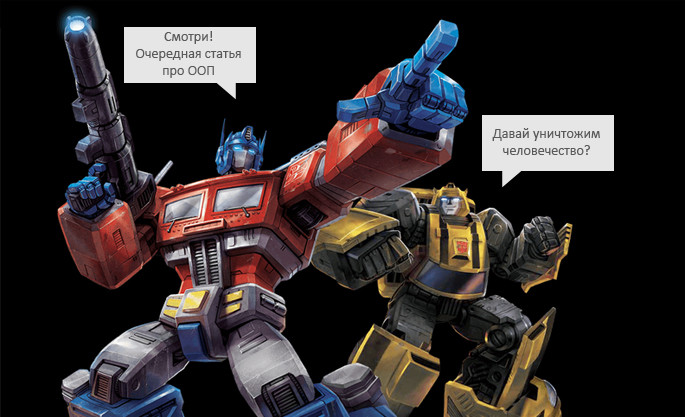 Смотри!
Очередная статья
про ООП
Давай уничтожим
человечество?